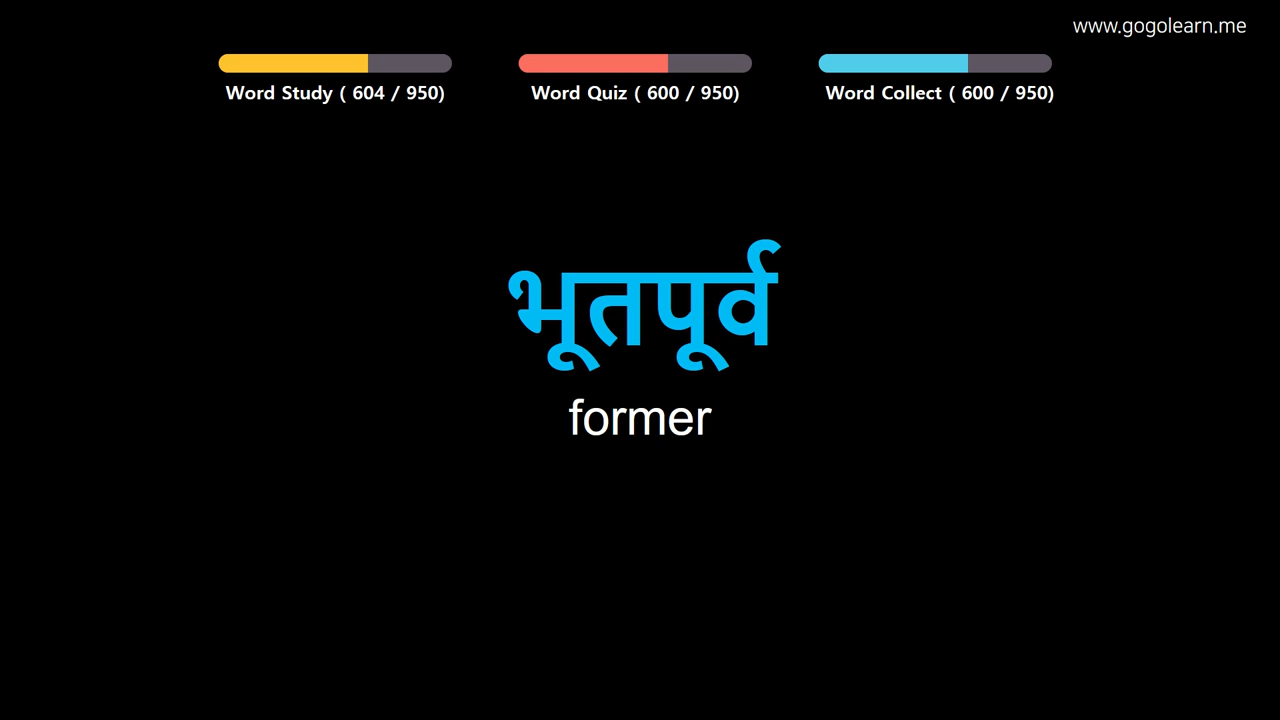 www.gogolearn.me
Word Study ( 604 / 950)
Word Quiz ( 600 / 950)
Word Collect ( 600 / 950)
भूतपूर्व
former